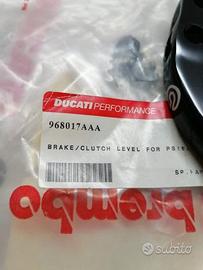 DUCATI PERFORMANCE
968017AAA
BRAKE/CLUTCH LEVEL FOR PS16
brembo
subito